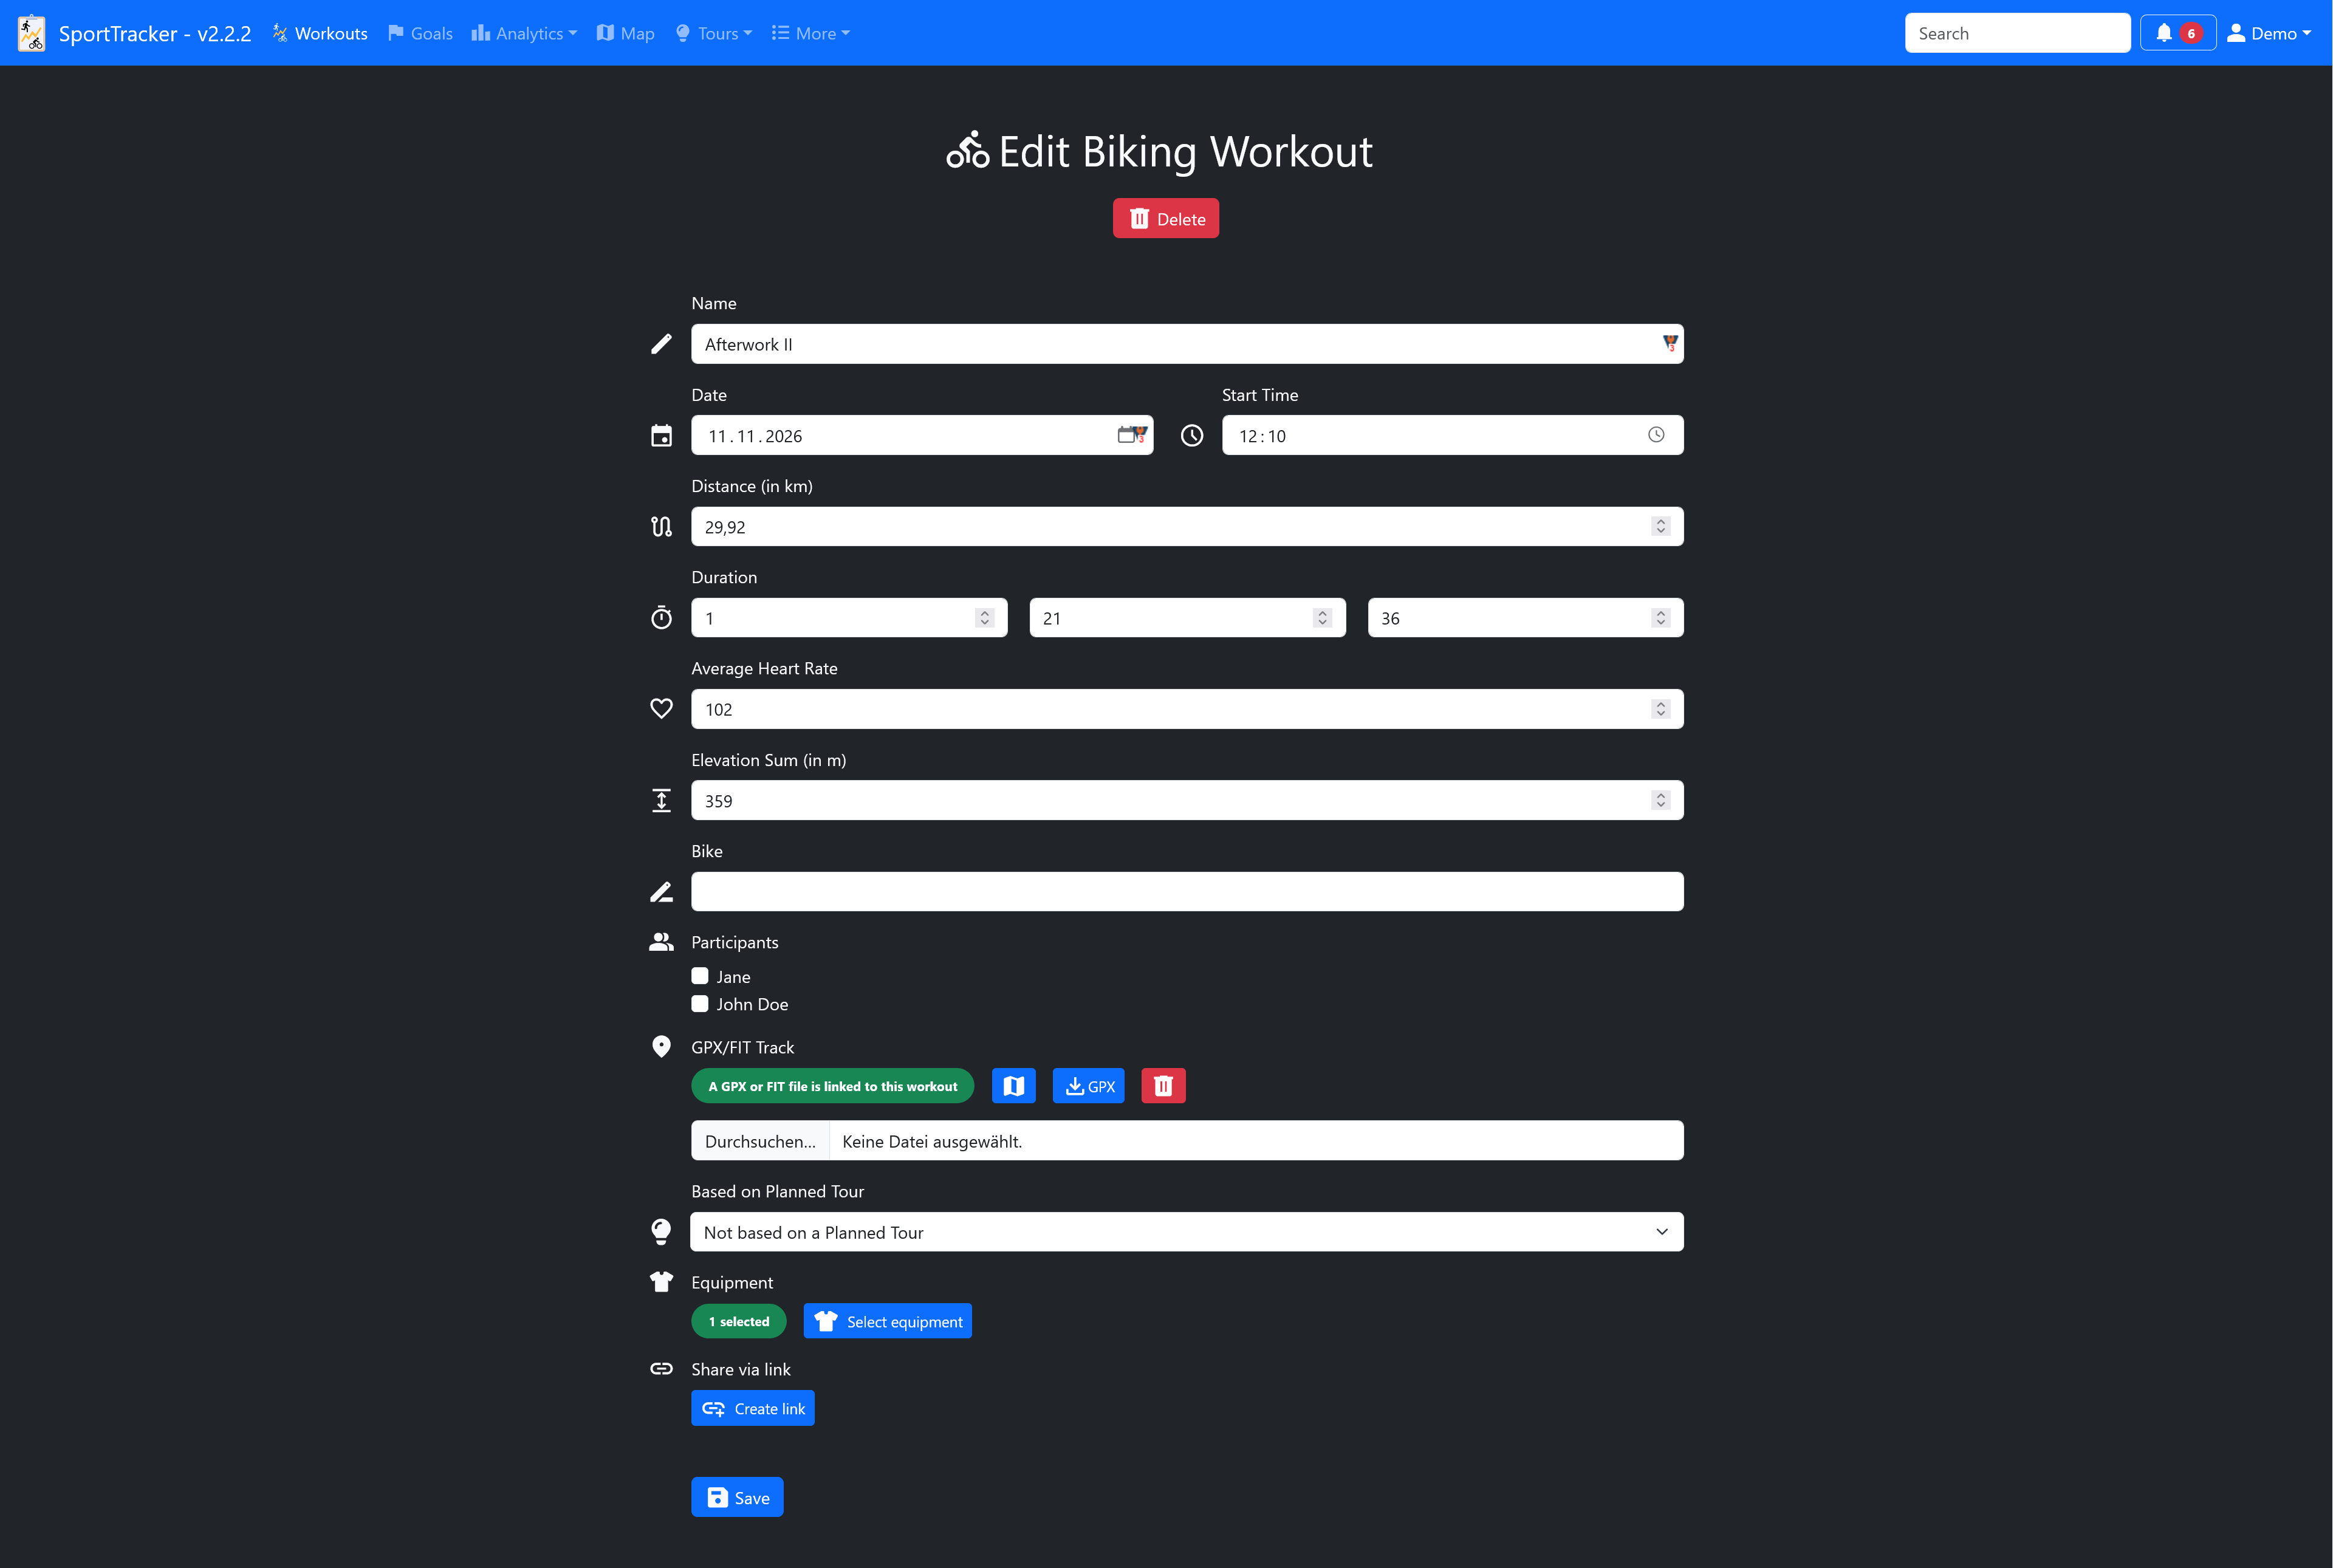 SportTracker - v2.2.2 Workouts Goals Analytics Map Tours More Search 6 Demo
Edit Biking Workout
Delete
Name
Afterwork II
3
Date Start Time
11.11.2026 3 12:10
Distance (in km)
29,92
Duration
1 21 36
Average Heart Rate
102
Elevation Sum (in m)
359
Bike
Participants
Jane
John Doe
GPX/FIT Track
A GPX or FIT file is linked to this workout GPX
Durchsuchen... Keine Datei ausgewählt.
Based on Planned Tour
Not based on a Planned Tour
Equipment
1 selected Select equipment
Share via link
Create link
Save